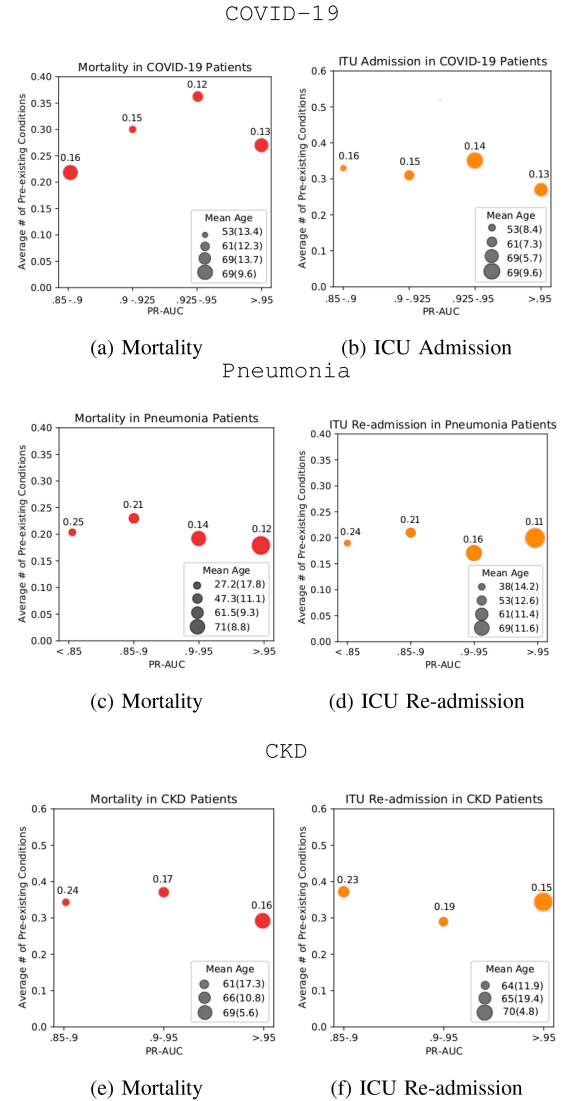 COVID-19
Mortality in COVID-19 Patients
Average # of Pre-existing Conditions
0.40
0.35
0.30
0.25
0.20
0.15
0.10
0.05
0.00
0.16
0.15
0.12
0.13
Mean Age
53(13.4)
61(12.3)
69(13.7)
69(9.6)
.85-.9 .9 -.925 .925-.95 >.95
PR-AUC
(a) Mortality
ITU Admission in COVID-19 Patients
Average # of Pre-existing Conditions
0.6
0.5
0.4
0.3
0.2
0.1
0.0
0.16
0.15
0.14
0.13
Mean Age
53(8.4)
61(7.3)
69(5.7)
69(9.6)
.85-.9 .9 -.925 .925-.95 >.95
PR-AUC
(b) ICU Admission
Pneumonia
Mortality in Pneumonia Patients
Average # of Pre-existing Conditions
0.40
0.35
0.30
0.25
0.20
0.15
0.10
0.05
0.00
0.25
0.21
0.14
0.12
Mean Age
27.2(17.8)
47.3(11.1)
61.5(9.3)
71(8.8)
< .85 .85-.9 .9-.95 >.95
PR-AUC
(c) Mortality
ITU Re-admission in Pneumonia Patients
Average # of Pre-existing Conditions
0.40
0.35
0.30
0.25
0.20
0.15
0.10
0.05
0.00
0.24
0.21
0.16
0.11
Mean Age
38(14.2)
53(12.6)
61(11.4)
69(11.6)
< .85 .85-.9 .9-.95 >.95
PR-AUC
(d) ICU Re-admission
CKD
Mortality in CKD Patients
Average # of Pre-existing Conditions
0.6
0.5
0.4
0.3
0.2
0.1
0.0
0.24
0.17
0.16
Mean Age
61(17.3)
66(10.8)
69(5.6)
.85-.9 .9-.95 >.95
PR-AUC
(e) Mortality
ITU Re-admission in CKD Patients
Average # of Pre-existing Conditions
0.6
0.5
0.4
0.3
0.2
0.1
0.0
0.23
0.19
0.15
Mean Age
64(11.9)
65(19.4)
70(4.8)
.85-.9 .9-.95 >.95
PR-AUC
(f) ICU Re-admission